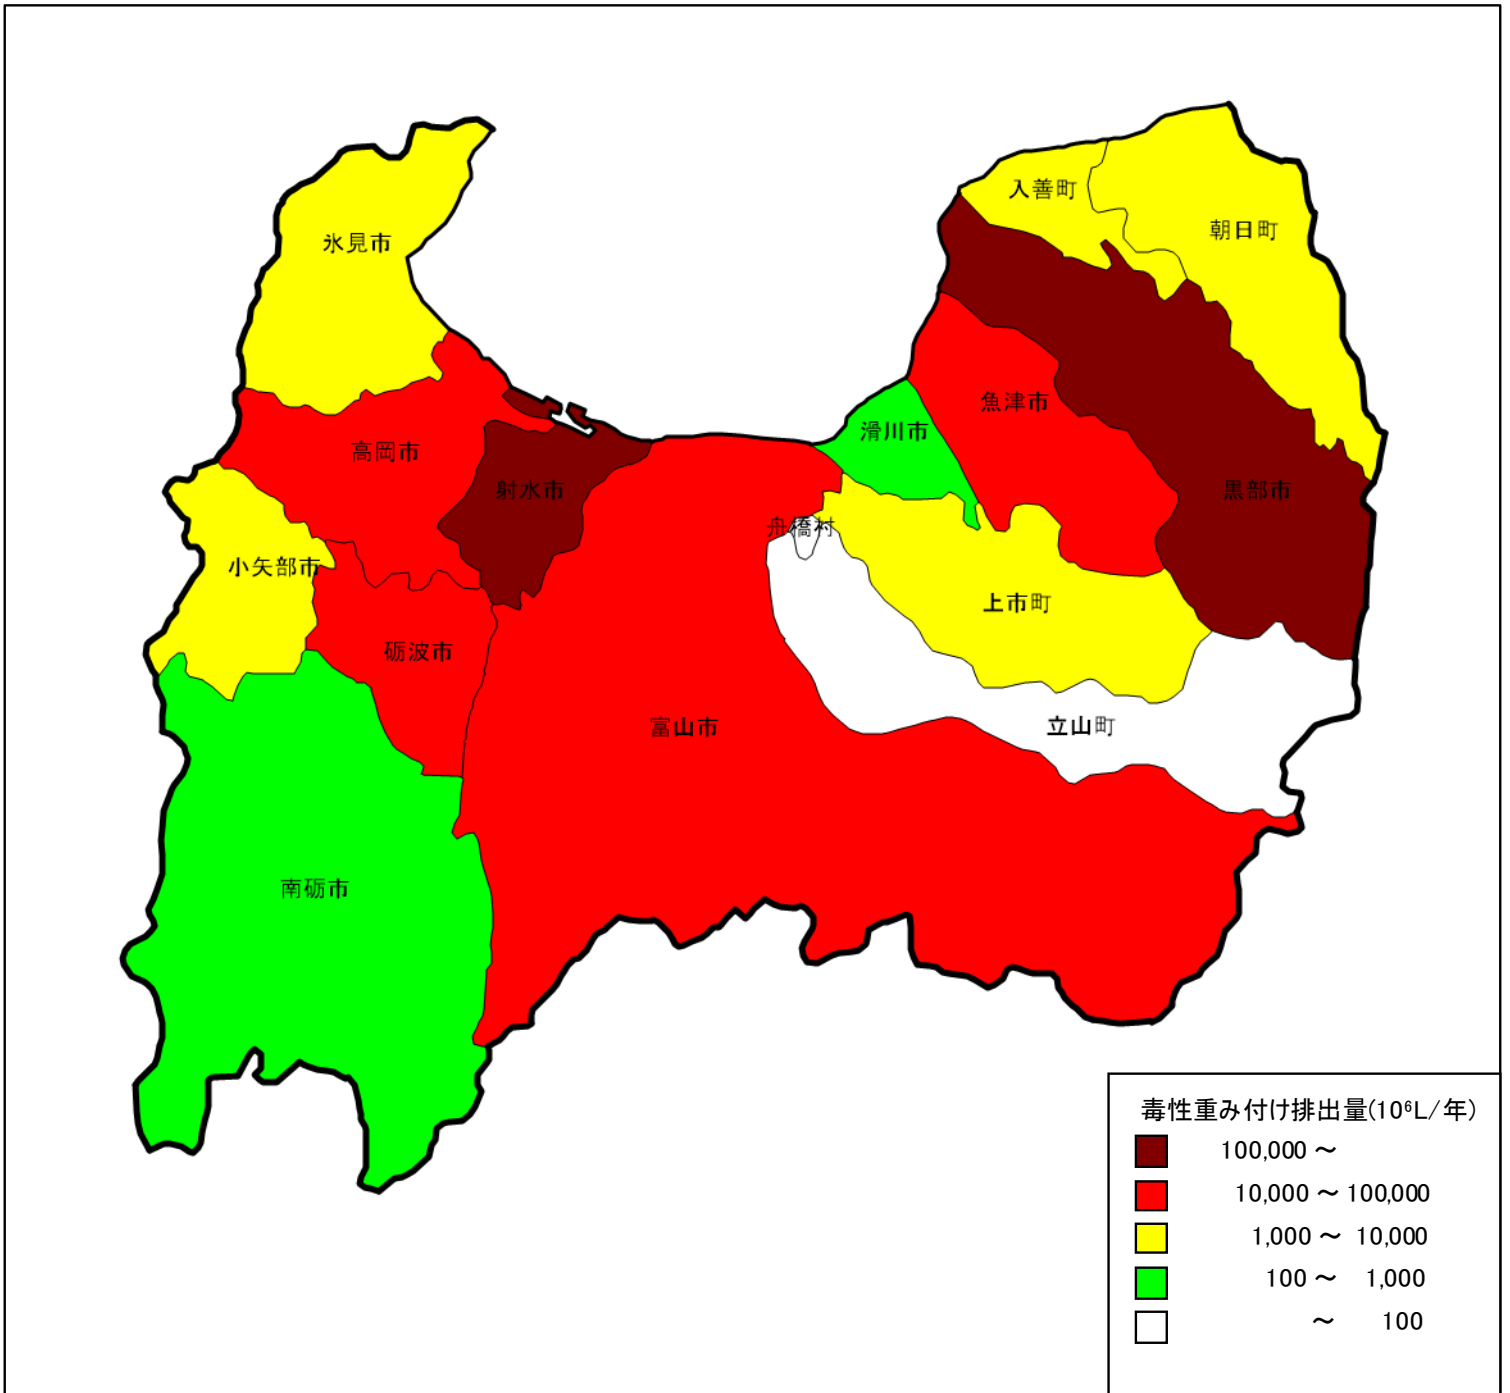 入善町
朝日町
氷見市
魚津市
滑川市
高岡市
射水市
黒部市
舟橋村
小矢部市
上市町
砺波市
富山市
立山町
南砺市
毒性重み付け排出量(10⁶L/年)
100,000 ～
10,000 ～ 100,000
1,000 ～ 10,000
100 ～ 1,000
～ 100